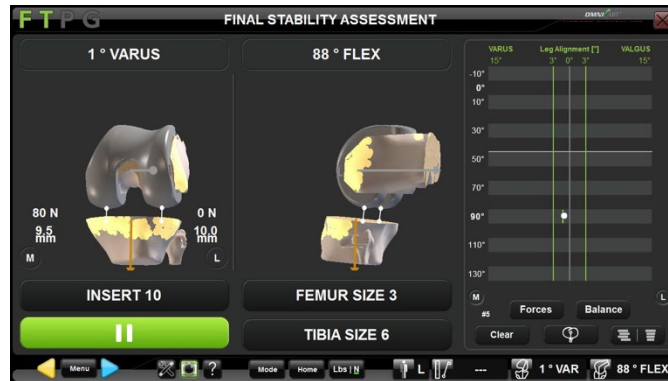 FTPG
FINAL STABILITY ASSESSMENT
1 ° VARUS
88 ° FLEX
VARUS
Leg Alignment [°]
VALGUS
15° 3° 0° 3° 15°
-10°
0°
10°
30°
50°
70°
90°
110°
130°
80 N
9.5
mm
M
0 N
10.0
mm
L
INSERT 10
FEMUR SIZE 3
TIBIA SIZE 6
M
L
#5
Forces
Balance
Clear
Menu
?
Mode
Home
Lbs | N
L
---
1 ° VAR
88 ° FLEX